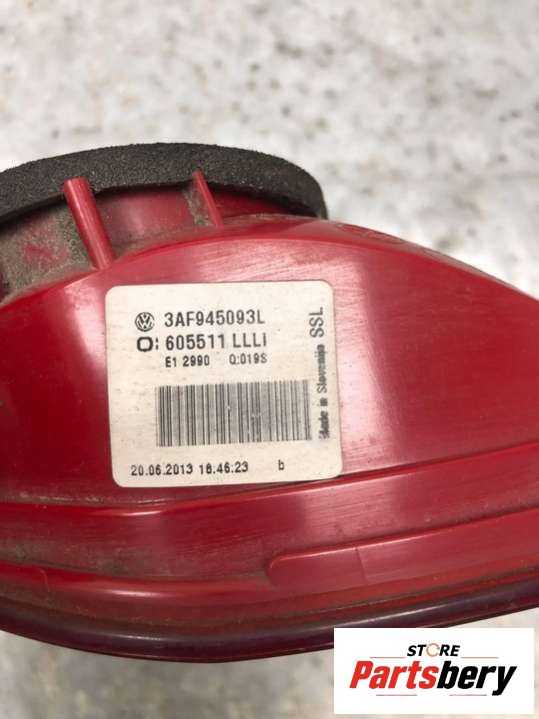 3AF945093L
O: 605511 LLLI
E1 2990 Q:019S
20.06.2013 16.46.23 b
Made in Slovenija SSL
STORE
Partsbery